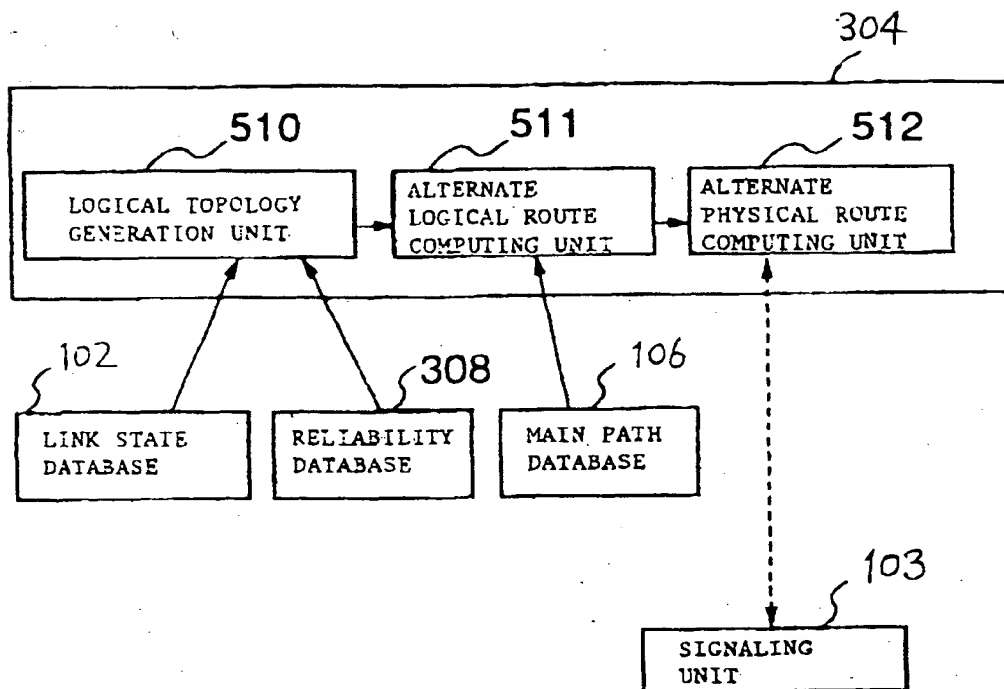 304
510
511
512
LOGICAL TOPOLOGY
GENERATION UNIT
ALTERNATE
LOGICAL ROUTE
COMPUTING UNIT
ALTERNATE
PHYSICAL ROUTE
COMPUTING UNIT
102
308
106
LINK STATE
DATABASE
RELIABILITY
DATABASE
MAIN PATH
DATABASE
103
SIGNALING
UNIT